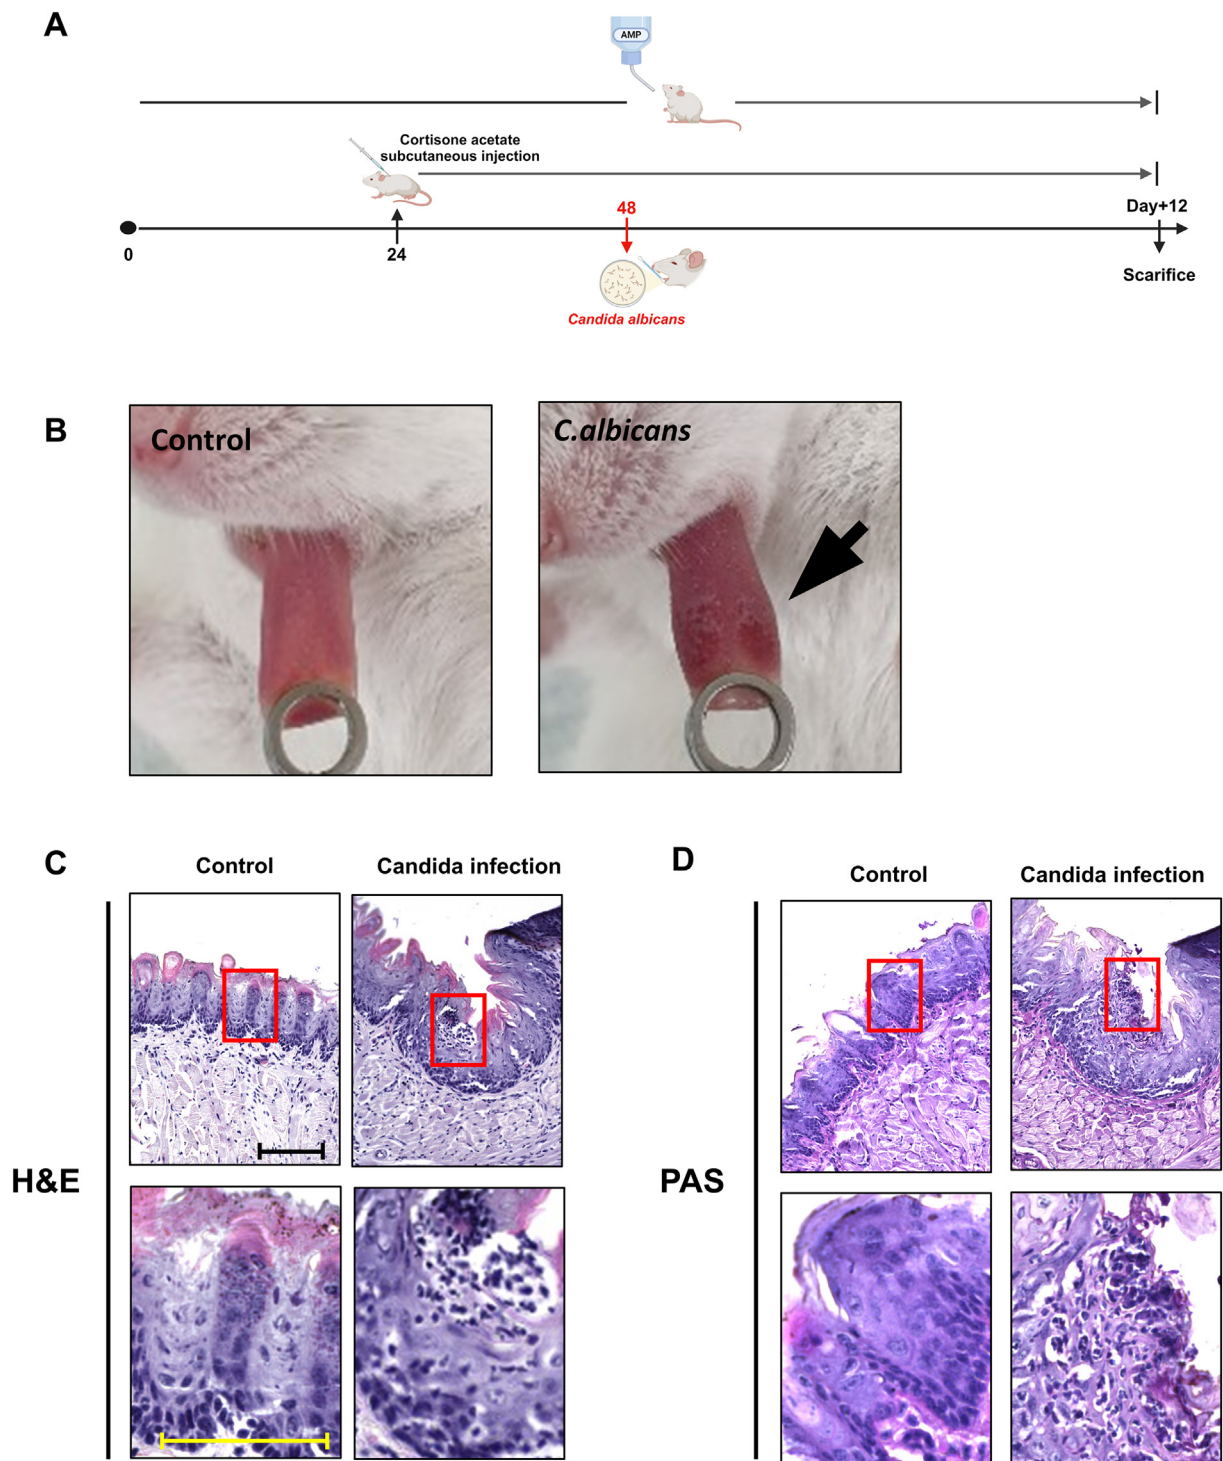 A
AMP
Cortisone acetate
subcutaneous injection
48
Day+12
0
24
Scarifice
Candida albicans
B
Control
C.albicans
C
Control
Candida infection
D
Control
Candida infection
H&E
PAS